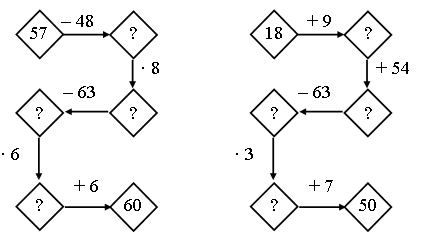 − 48 + 9
57 ? 18 ?
· 8 + 54
− 63 − 63
? ? ? ?
· 6 · 3
+ 6 + 7
? 60 ? 50